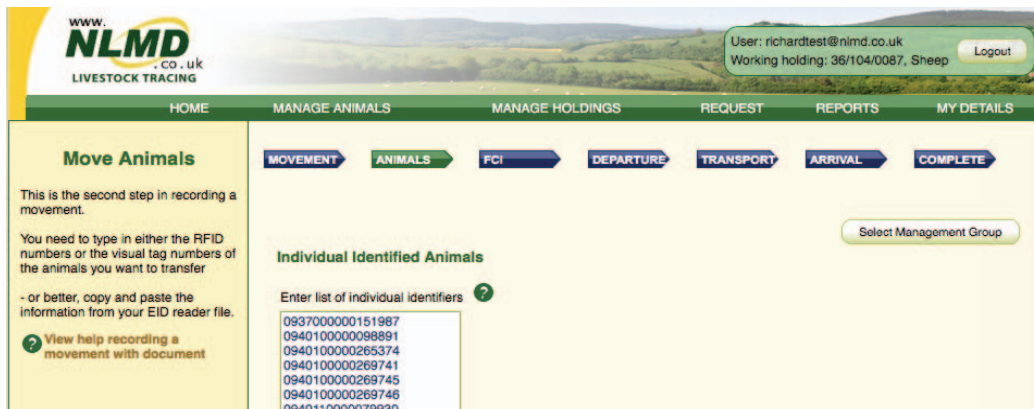 www.
NLMD
.co.uk
LIVESTOCK TRACING
User: richardtest@nlmd.co.uk
Working holding: 36/104/0087, Sheep
Logout
HOME MANAGE ANIMALS MANAGE HOLDINGS REQUEST REPORTS MY DETAILS
Move Animals
This is the second step in recording a
movement.
You need to type in either the RFID
numbers or the visual tag numbers of
the animals you want to transfer
- or better, copy and paste the
information from your EID reader file.
? View help recording a
movement with document
MOVEMENT ANIMALS FCI DEPARTURE TRANSPORT ARRIVAL COMPLETE
Select Management Group
Individual Identified Animals
Enter list of individual identifiers ?
0937000000151987
0940100000098891
0940100000265374
0940100000269741
0940100000269745
0940100000269746
0940110000079930